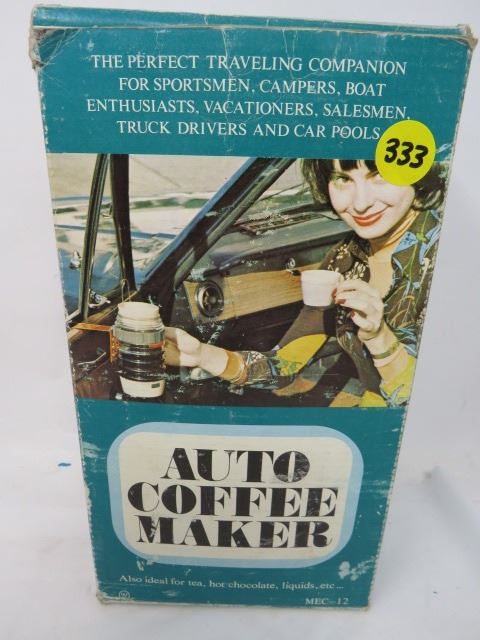 THE PERFECT TRAVELING COMPANION
FOR SPORTSMEN, CAMPERS, BOAT
ENTHUSIASTS, VACATIONERS, SALESMEN,
TRUCK DRIVERS AND CAR POOLS
333
AUTO
COFFEE
MAKER
Also ideal for tea, hot chocolate, liquids, etc...
MEC-12